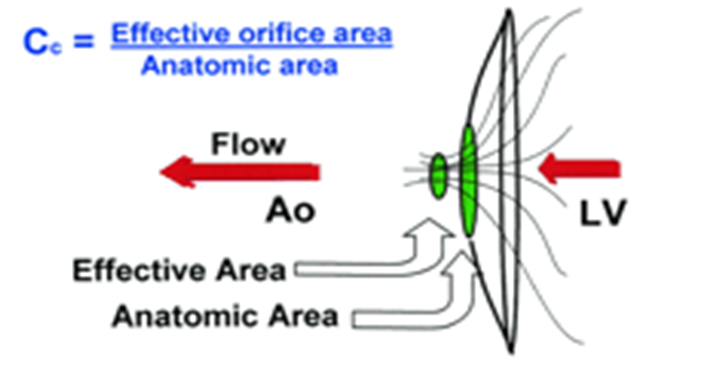 Cc = Effective orifice area
Anatomic area
Flow
Ao
LV
Effective Area
Anatomic Area